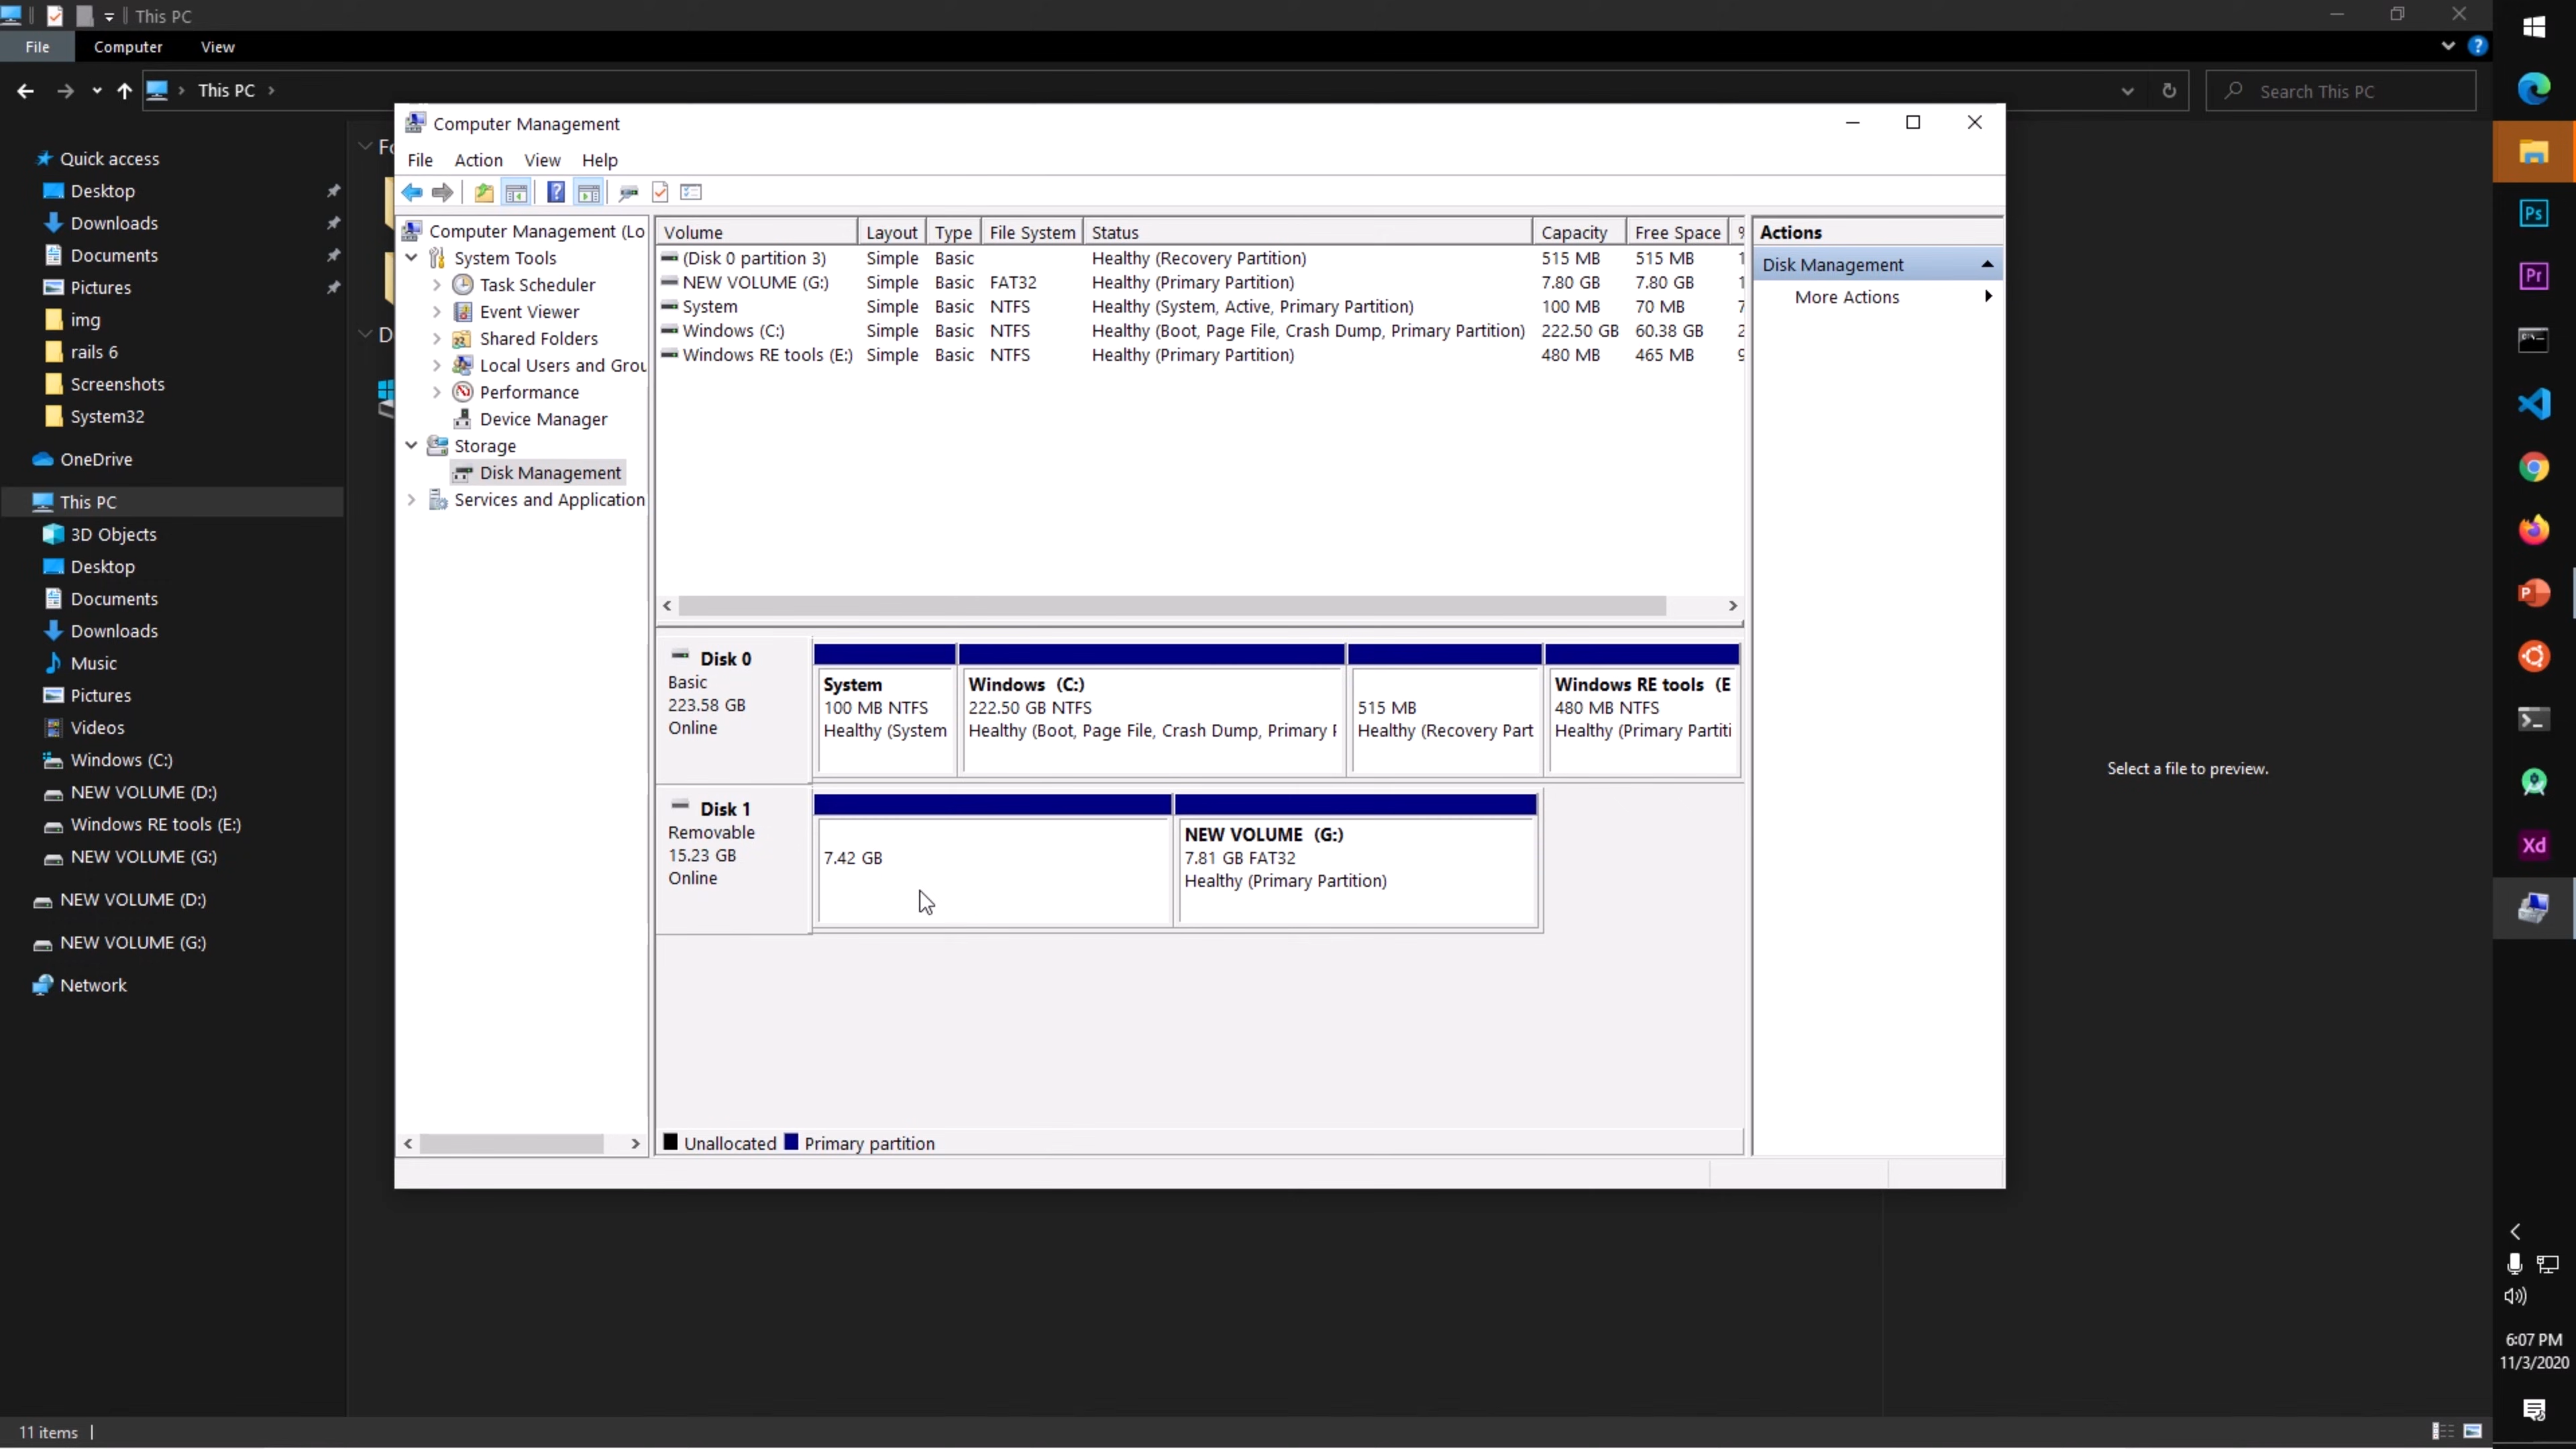 This PC
File Computer View
This PC
Search This PC
Quick access
Desktop
Downloads
Documents
Pictures
img
rails 6
Screenshots
System32
OneDrive
This PC
3D Objects
Desktop
Documents
Downloads
Music
Pictures
Videos
Windows (C:)
NEW VOLUME (D:)
Windows RE tools (E:)
NEW VOLUME (G:)
NEW VOLUME (D:)
NEW VOLUME (G:)
Network
11 items
Fo
D
Computer Management
File Action View Help
Computer Management (Lo
System Tools
Task Scheduler
Event Viewer
Shared Folders
Local Users and Grou
Performance
Device Manager
Storage
Disk Management
Services and Application
Volume Layout Type File System Status Capacity Free Space %
(Disk 0 partition 3) Simple Basic Healthy (Recovery Partition) 515 MB 515 MB 1
NEW VOLUME (G:) Simple Basic FAT32 Healthy (Primary Partition) 7.80 GB 7.80 GB 1
System Simple Basic NTFS Healthy (System, Active, Primary Partition) 100 MB 70 MB 7
Windows (C:) Simple Basic NTFS Healthy (Boot, Page File, Crash Dump, Primary Partition) 222.50 GB 60.38 GB 2
Windows RE tools (E:) Simple Basic NTFS Healthy (Primary Partition) 480 MB 465 MB 9
Disk 0
Basic
223.58 GB
Online
System
100 MB NTFS
Healthy (System
Windows (C:)
222.50 GB NTFS
Healthy (Boot, Page File, Crash Dump, Primary P
515 MB
Healthy (Recovery Part
Windows RE tools (E
480 MB NTFS
Healthy (Primary Partiti
Disk 1
Removable
15.23 GB
Online
7.42 GB
NEW VOLUME (G:)
7.81 GB FAT32
Healthy (Primary Partition)
Unallocated Primary partition
Actions
Disk Management
More Actions
Select a file to preview.
Ps
Pr
P
Xd
6:07 PM
11/3/2020